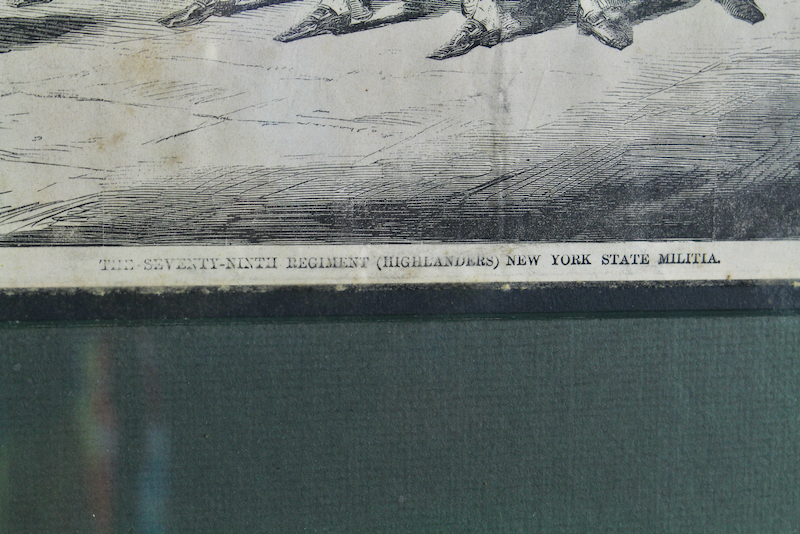 THE SEVENTY-NINTH REGIMENT (HIGHLANDERS) NEW YORK STATE MILITIA.